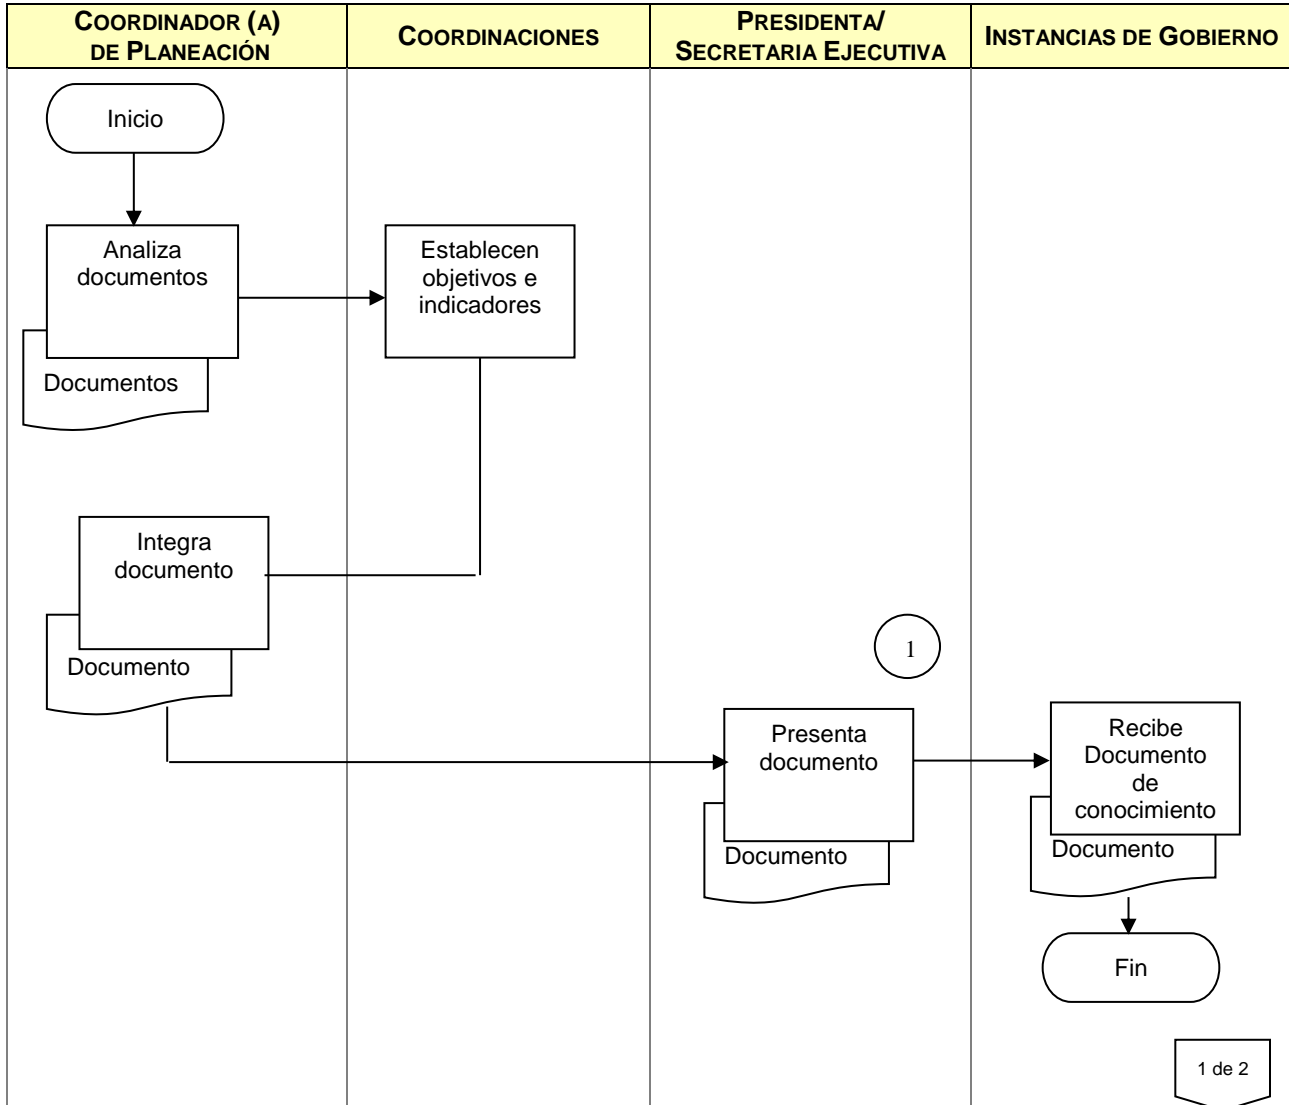 COORDINADOR (A)
DE PLANEACIÓN
COORDINACIONES
PRESIDENTA/
SECRETARIA EJECUTIVA
INSTANCIAS DE GOBIERNO
Inicio
Analiza
documentos
Documentos
Establecen
objetivos e
indicadores
Integra
documento
Documento
1
Presenta
documento
Documento
Recibe
Documento
de
conocimiento
Documento
Fin
1 de 2